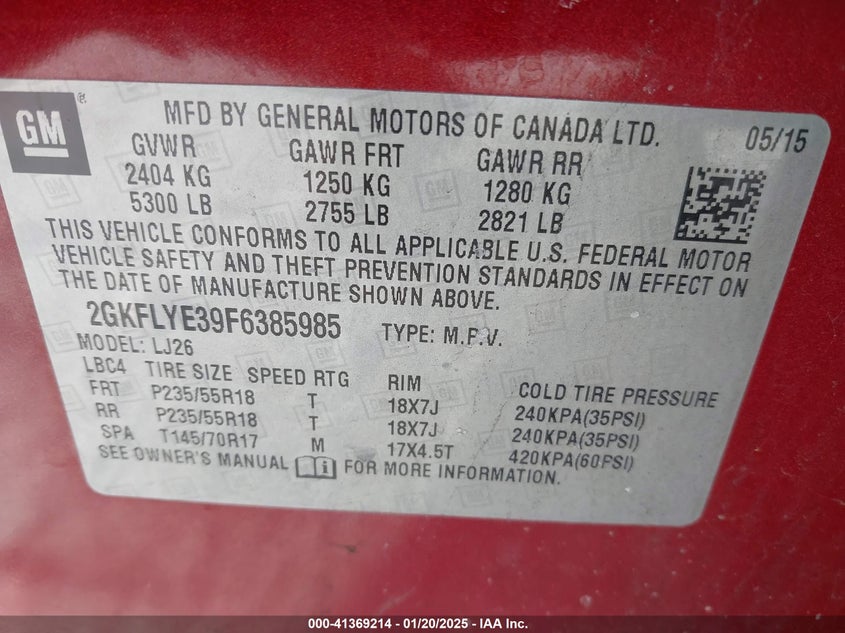 GM
MFD BY GENERAL MOTORS OF CANADA LTD. 05/15
GVWR GAWR FRT GAWR RR
2404 KG 1250 KG 1280 KG
5300 LB 2755 LB 2821 LB
THIS VEHICLE CONFORMS TO ALL APPLICABLE U.S. FEDERAL MOTOR
VEHICLE SAFETY AND THEFT PREVENTION STANDARDS IN EFFECT ON
THE DATE OF MANUFACTURE SHOWN ABOVE.
2GKFLYE39F6385985 TYPE: M.P.V.
MODEL: LJ26
LBC4 TIRE SIZE SPEED RTG RIM COLD TIRE PRESSURE
FRT P235/55R18 T 18X7J 240KPA(35PSI)
RR P235/55R18 T 18X7J 240KPA(35PSI)
SPA T145/70R17 M 17X4.5T 420KPA(60PSI)
SEE OWNER'S MANUAL FOR MORE INFORMATION.
000-41369214 - 01/20/2025 - IAA Inc.